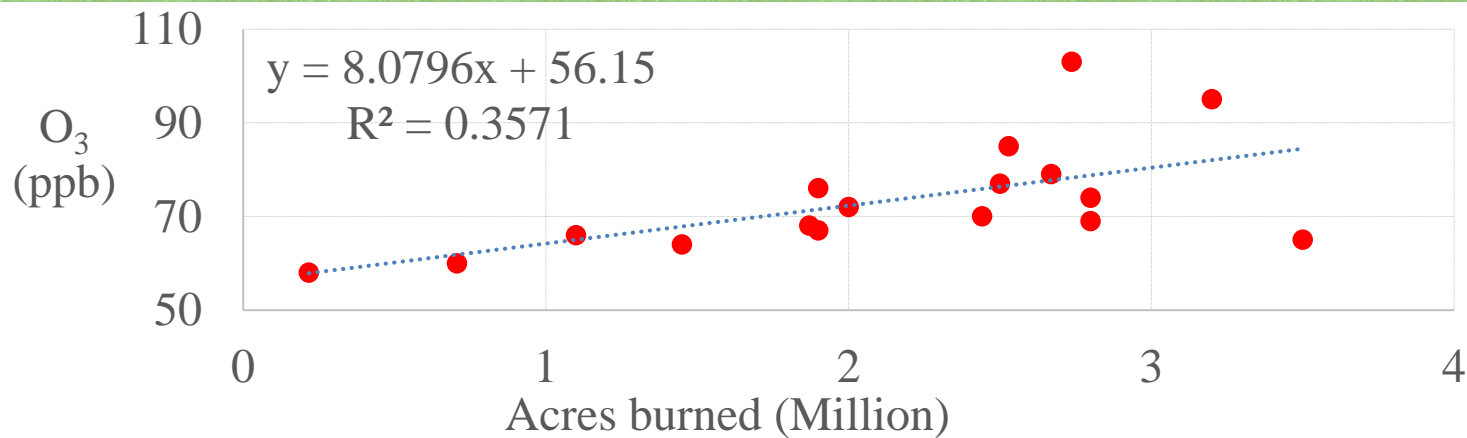 110
90
70
50
O₃
(ppb)
y = 8.0796x + 56.15
R² = 0.3571
0 1 2 3 4
Acres burned (Million)